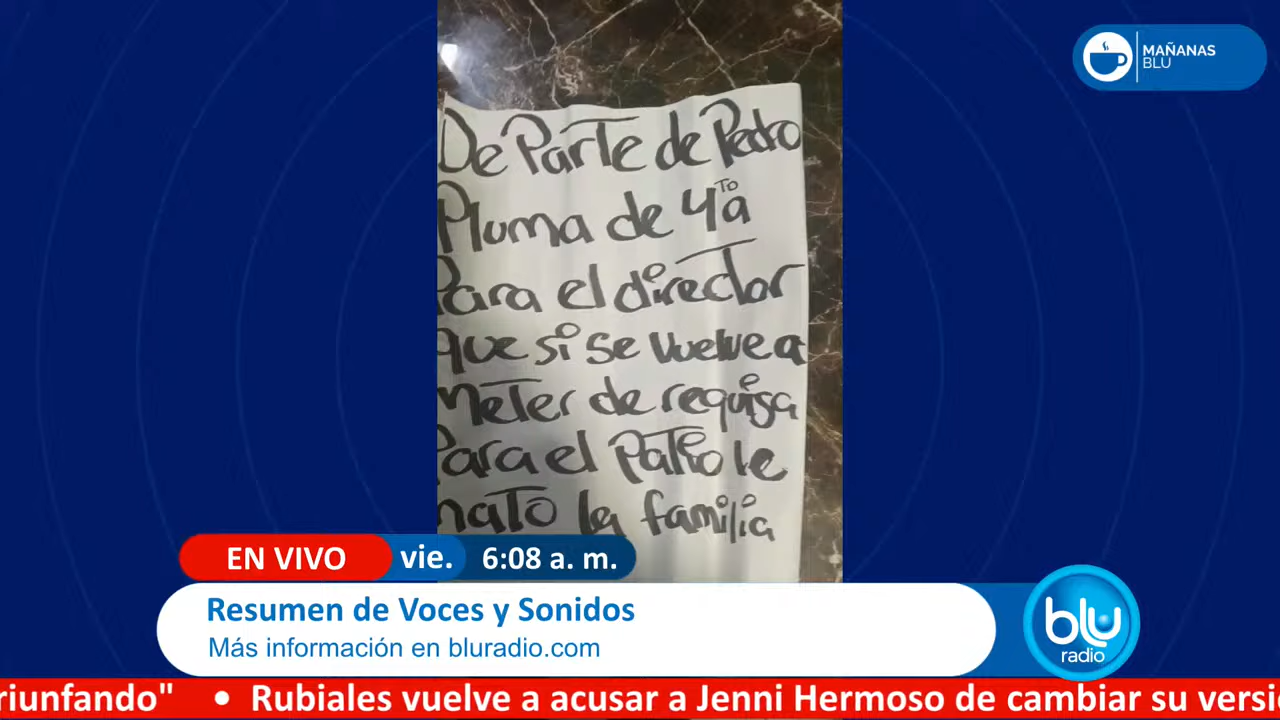 MAÑANAS
BLU
De Parte de Pedro
Pluma de 4ta
Para el director
que si se vuelve a
meter de requisa
Para el Patio le
mato la familia
EN VIVO vie. 6:08 a. m.
Resumen de Voces y Sonidos
Más información en bluradio.com
blu
radio
riunfando" • Rubiales vuelve a acusar a Jenni Hermoso de cambiar su versi